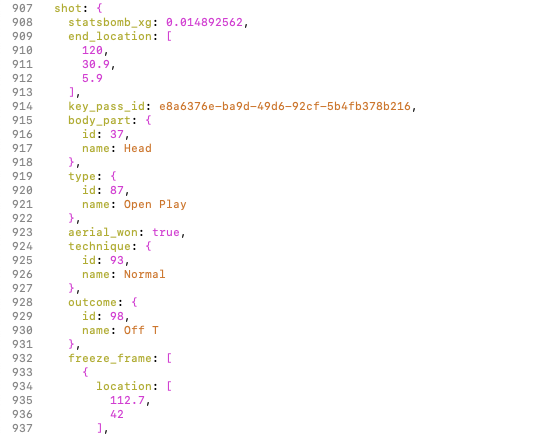 907 shot: {
908 statsbomb_xg: 0.014892562,
909 end_location: [
910 120,
911 30.9,
912 5.9
913 ],
914 key_pass_id: e8a6376e-ba9d-49d6-92cf-5b4fb378b216,
915 body_part: {
916 id: 37,
917 name: Head
918 },
919 type: {
920 id: 87,
921 name: Open Play
922 },
923 aerial_won: true,
924 technique: {
925 id: 93,
926 name: Normal
927 },
928 outcome: {
929 id: 98,
930 name: Off T
931 },
932 freeze_frame: [
933 {
934 location: [
935 112.7,
936 42
937 ],